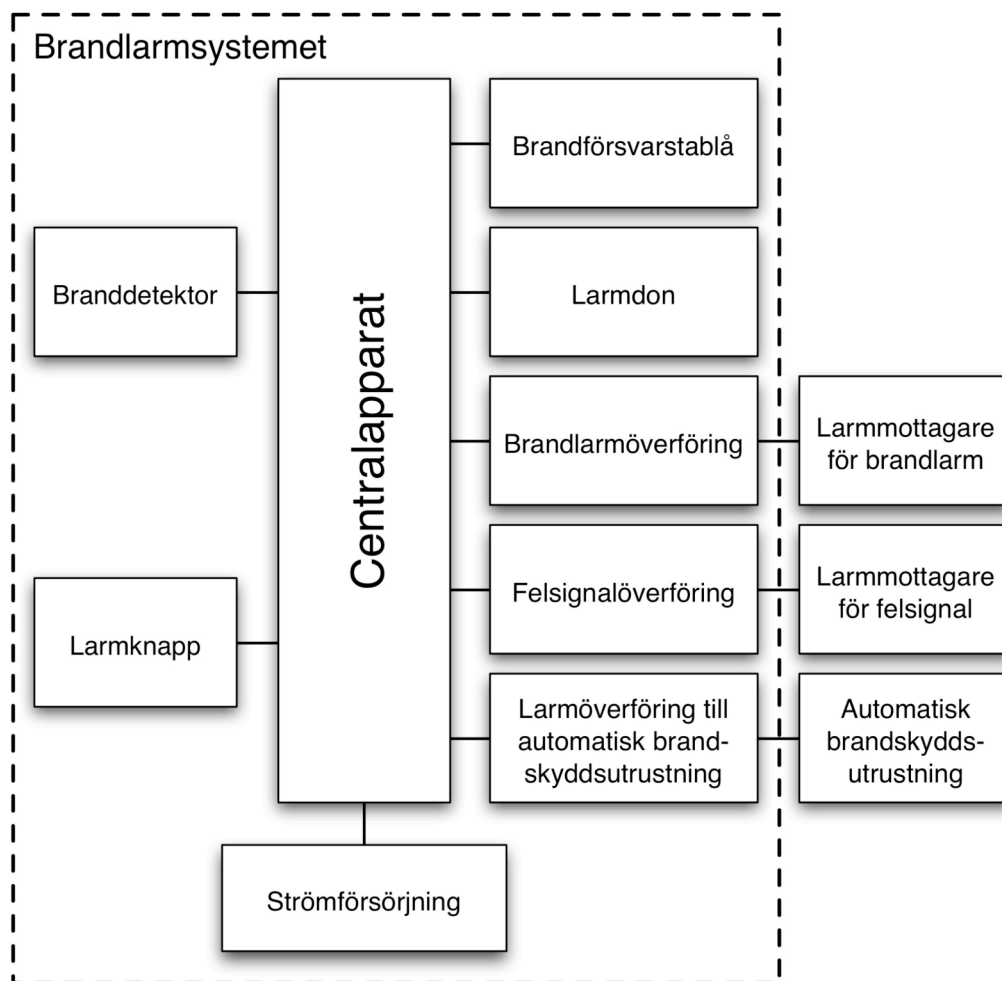 Brandlarmsystemet
Brandförsvarstablå
Branddetektor
Larmdon
Centralapparat
Brandlarmöverföring
Larmmottagare
för brandlarm
Larmknapp
Felsignalöverföring
Larmmottagare
för felsignal
Larmöverföring till
automatisk brand-
skyddsutrustning
Automatisk
brandskydds-
utrustning
Strömförsörjning